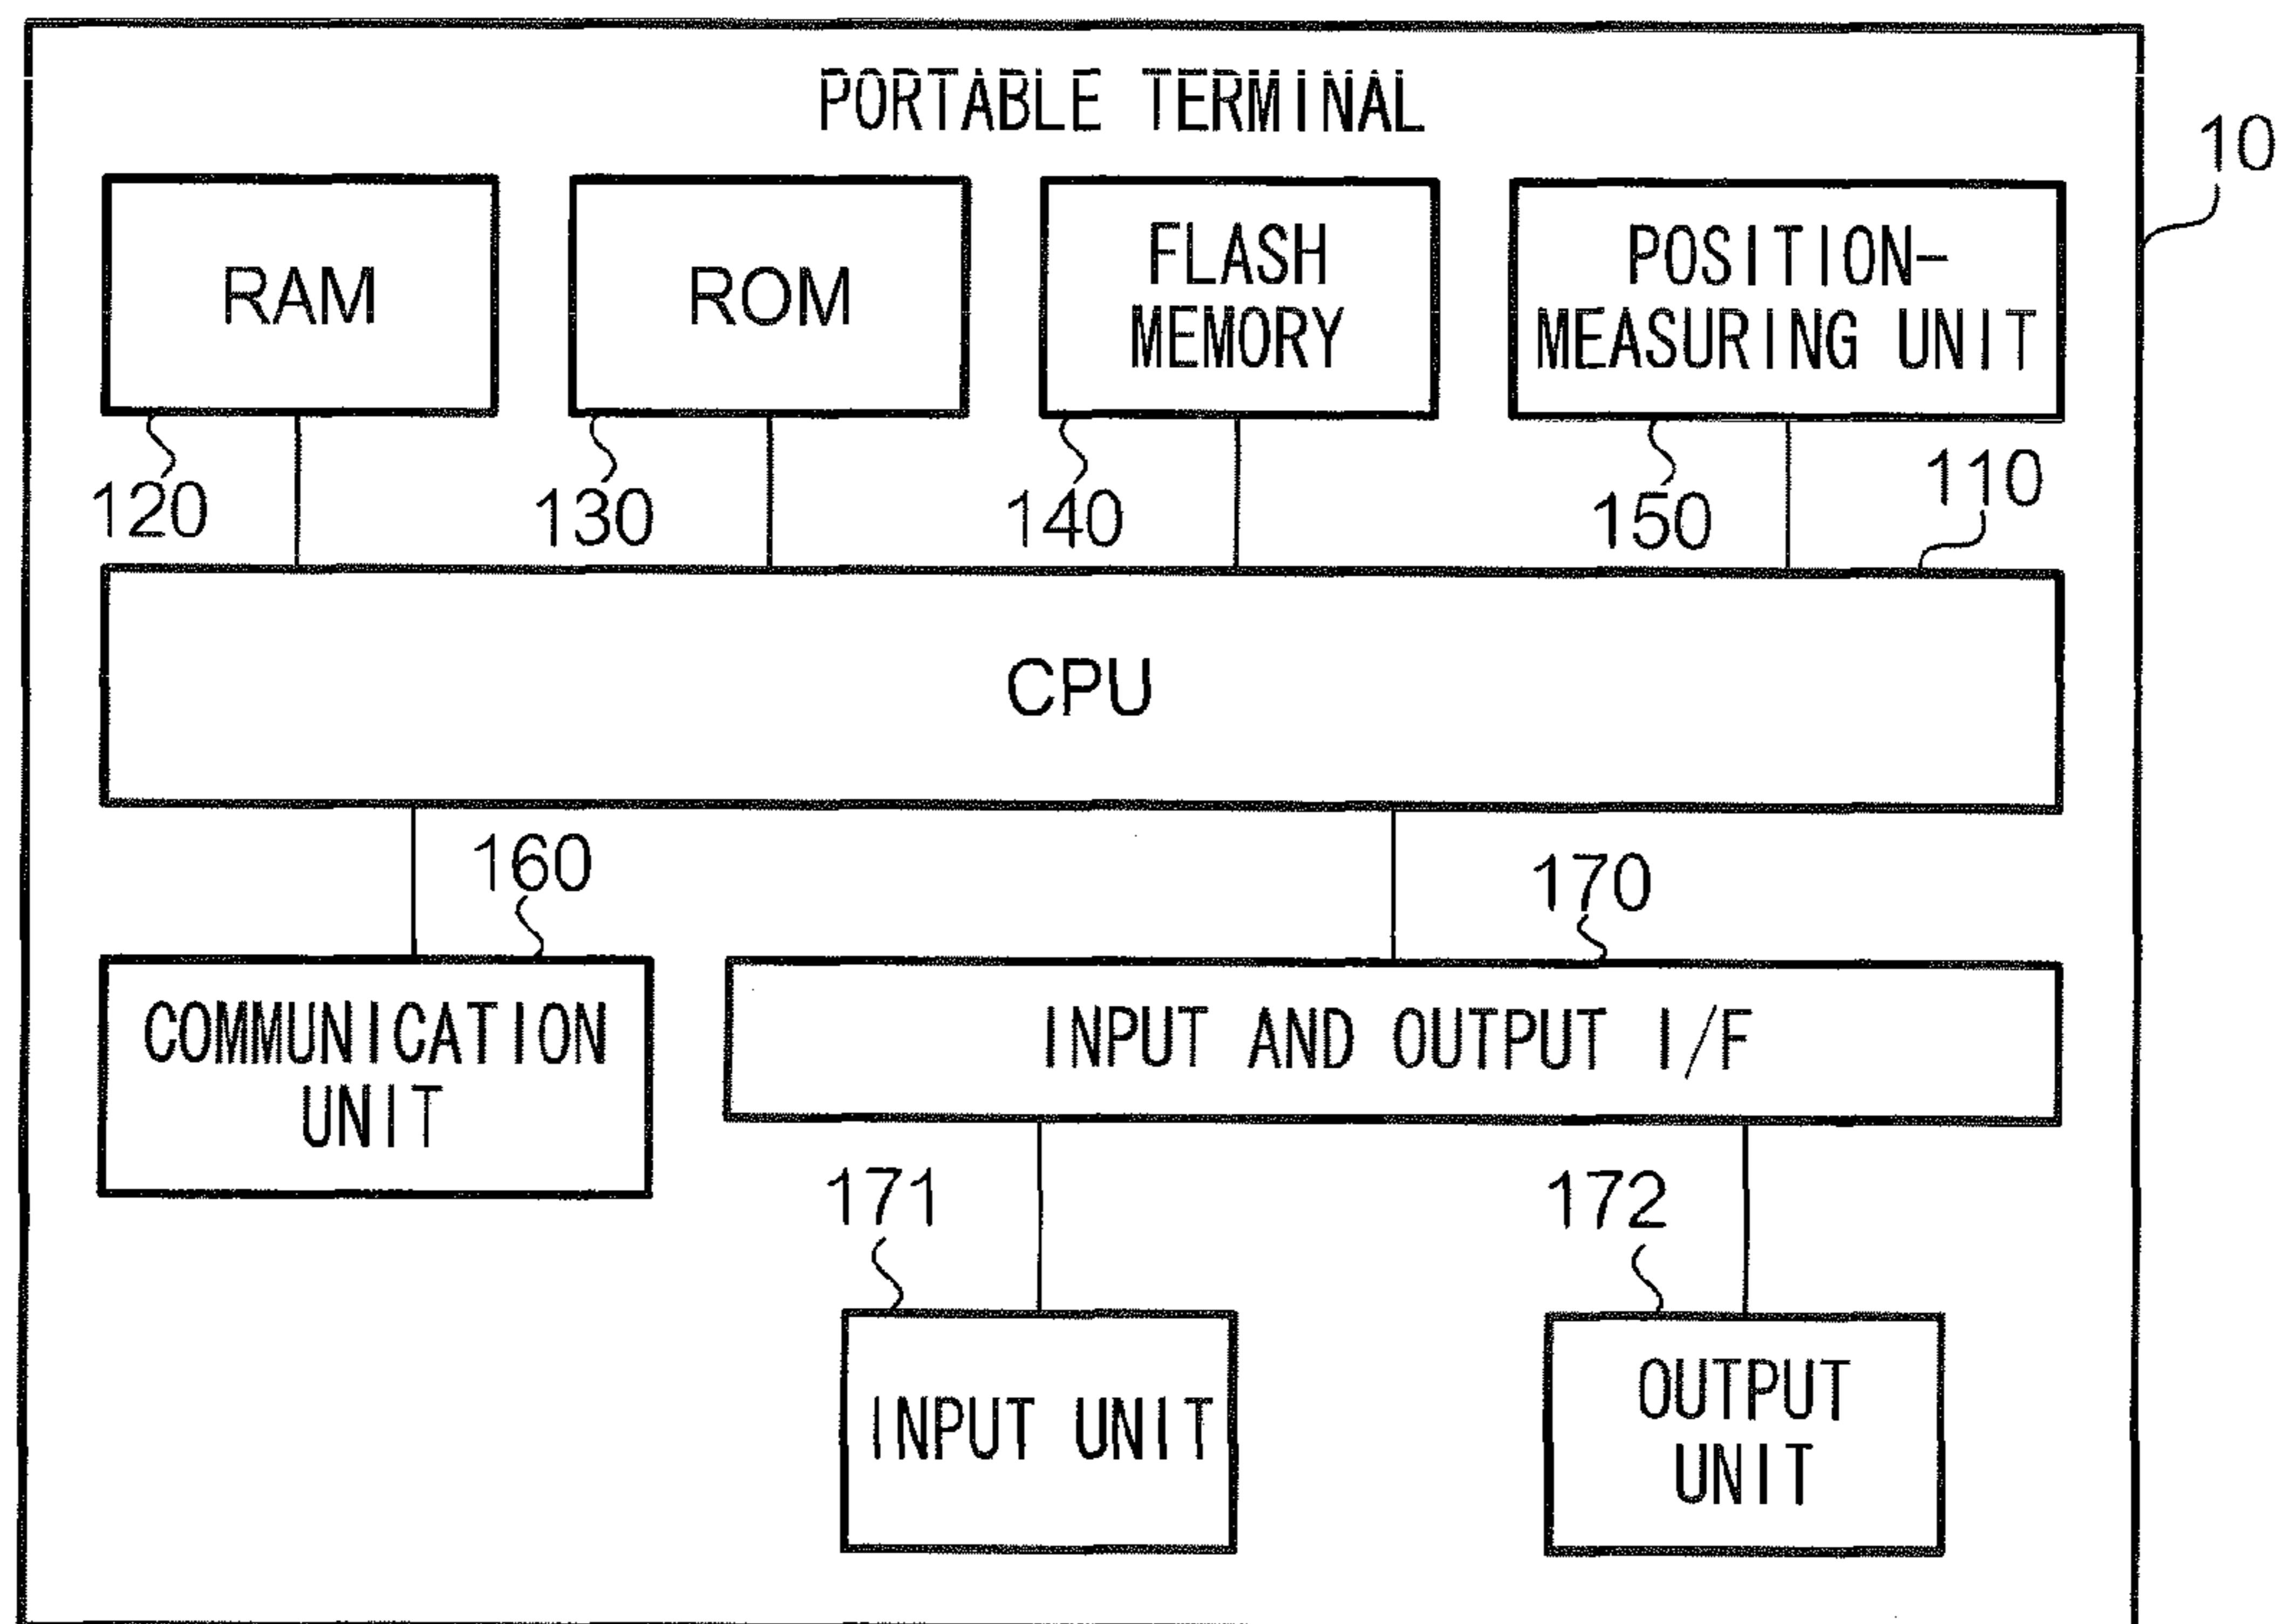 PORTABLE TERMINAL
10
RAM
ROM
FLASH
MEMORY
POSITION-
MEASURING UNIT
120
130
140
150
110
CPU
160
170
COMMUNICATION
UNIT
INPUT AND OUTPUT I/F
171
172
INPUT UNIT
OUTPUT
UNIT